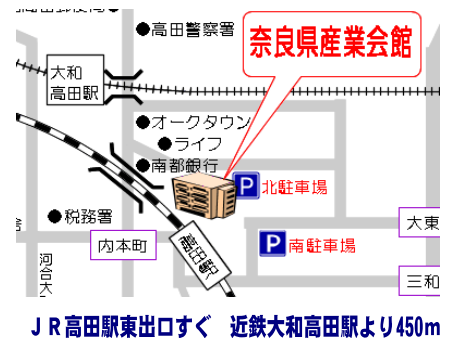 ●高田警察署
奈良県産業会館
大和
高田駅
●オークタウン
●ライフ
●南都銀行
P 北駐車場
●税務署
大東
内本町
P 南駐車場
高田駅
河合大
三和
ＪＲ高田駅東出口すぐ　近鉄大和高田駅より450m